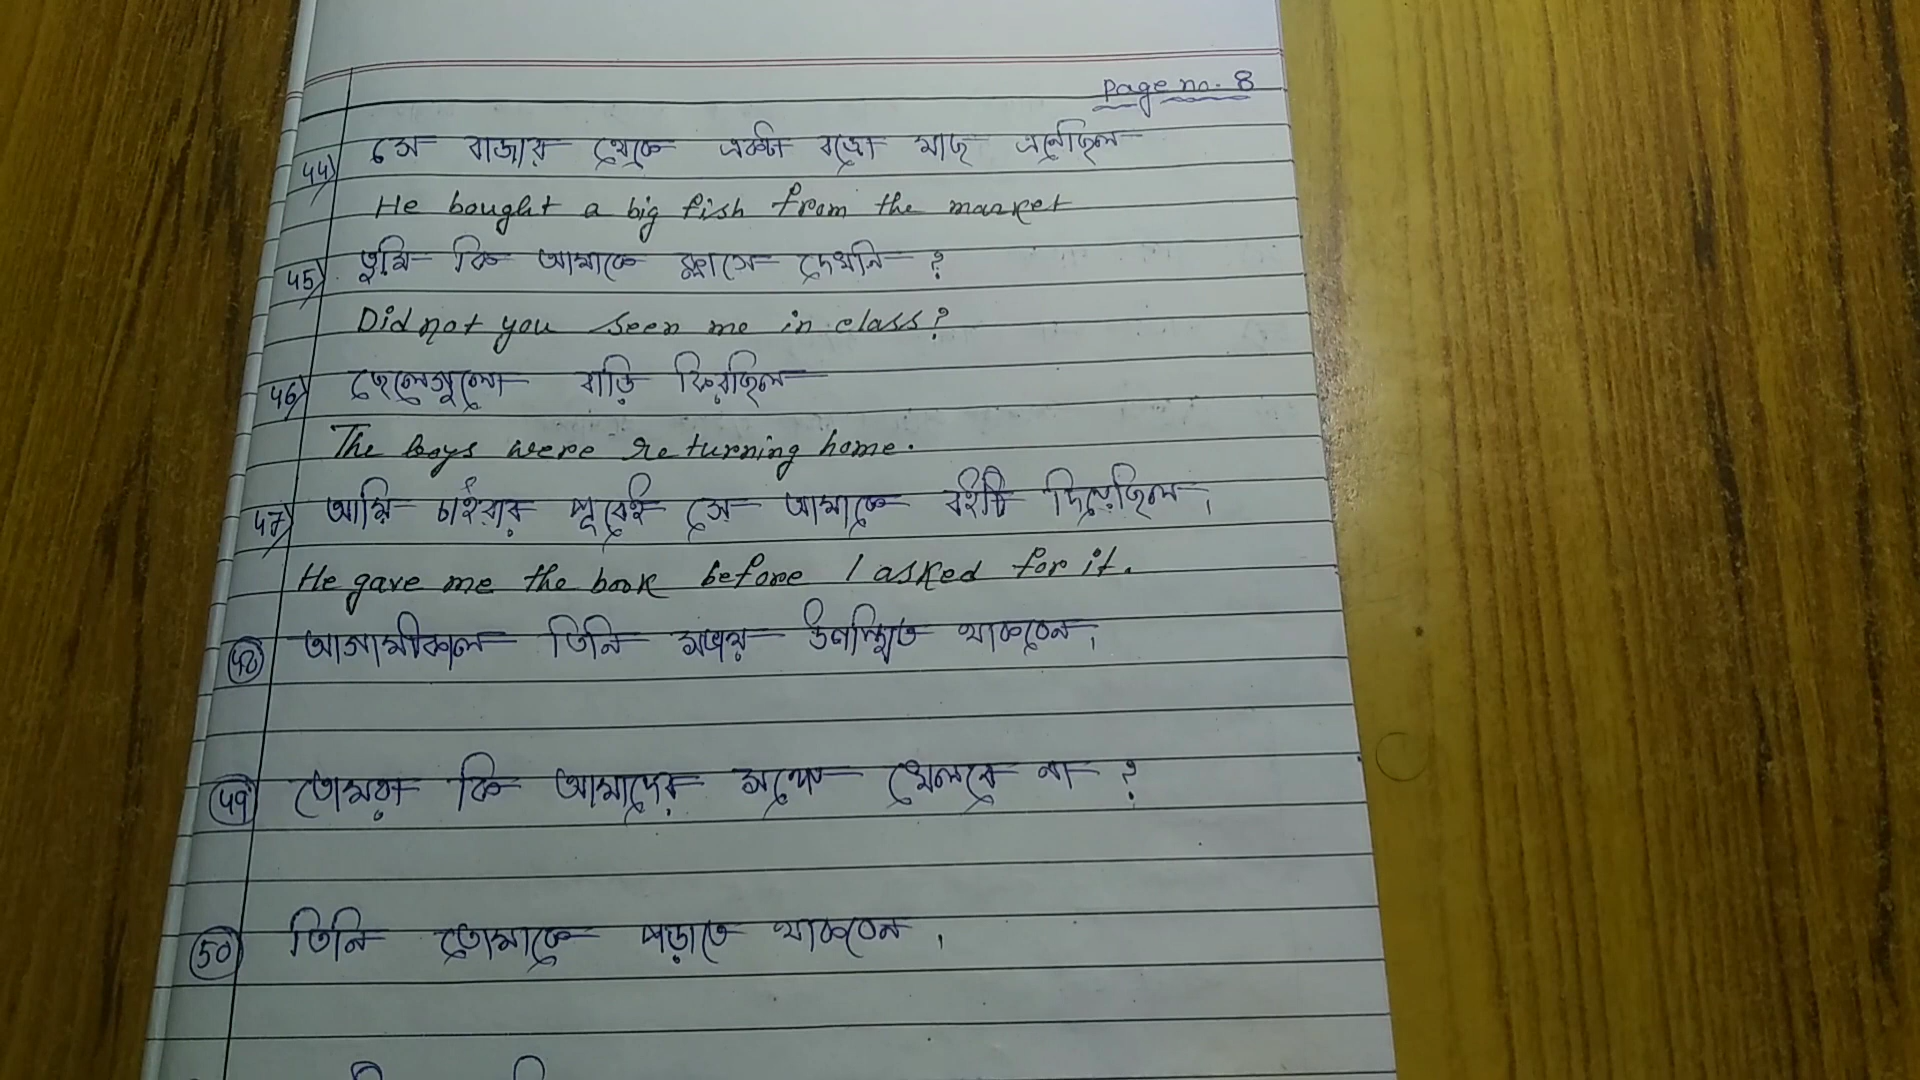 Page no. 8
44) সে বাজার থেকে একটা বড়ো মাছ এনেছিল
He bought a big fish from the market
45) তুমি কি আমাকে ক্লাসে দেখনি ?
Did not you seen me in class?
46) ছেলেগুলো বাড়ি ফিরছিল
The boys were returning home.
47) আমি চাইবার পূর্বেই সে আমাকে বইটি দিয়েছিল।
He gave me the book before I asked for it.
48 আগামীকাল তিনি সভায় উপস্থিত থাকবেন।
49 তোমরা কি আমাদের সঙ্গে খেলবে না ?
50 তিনি তোমাকে পড়াতে থাকবেন।